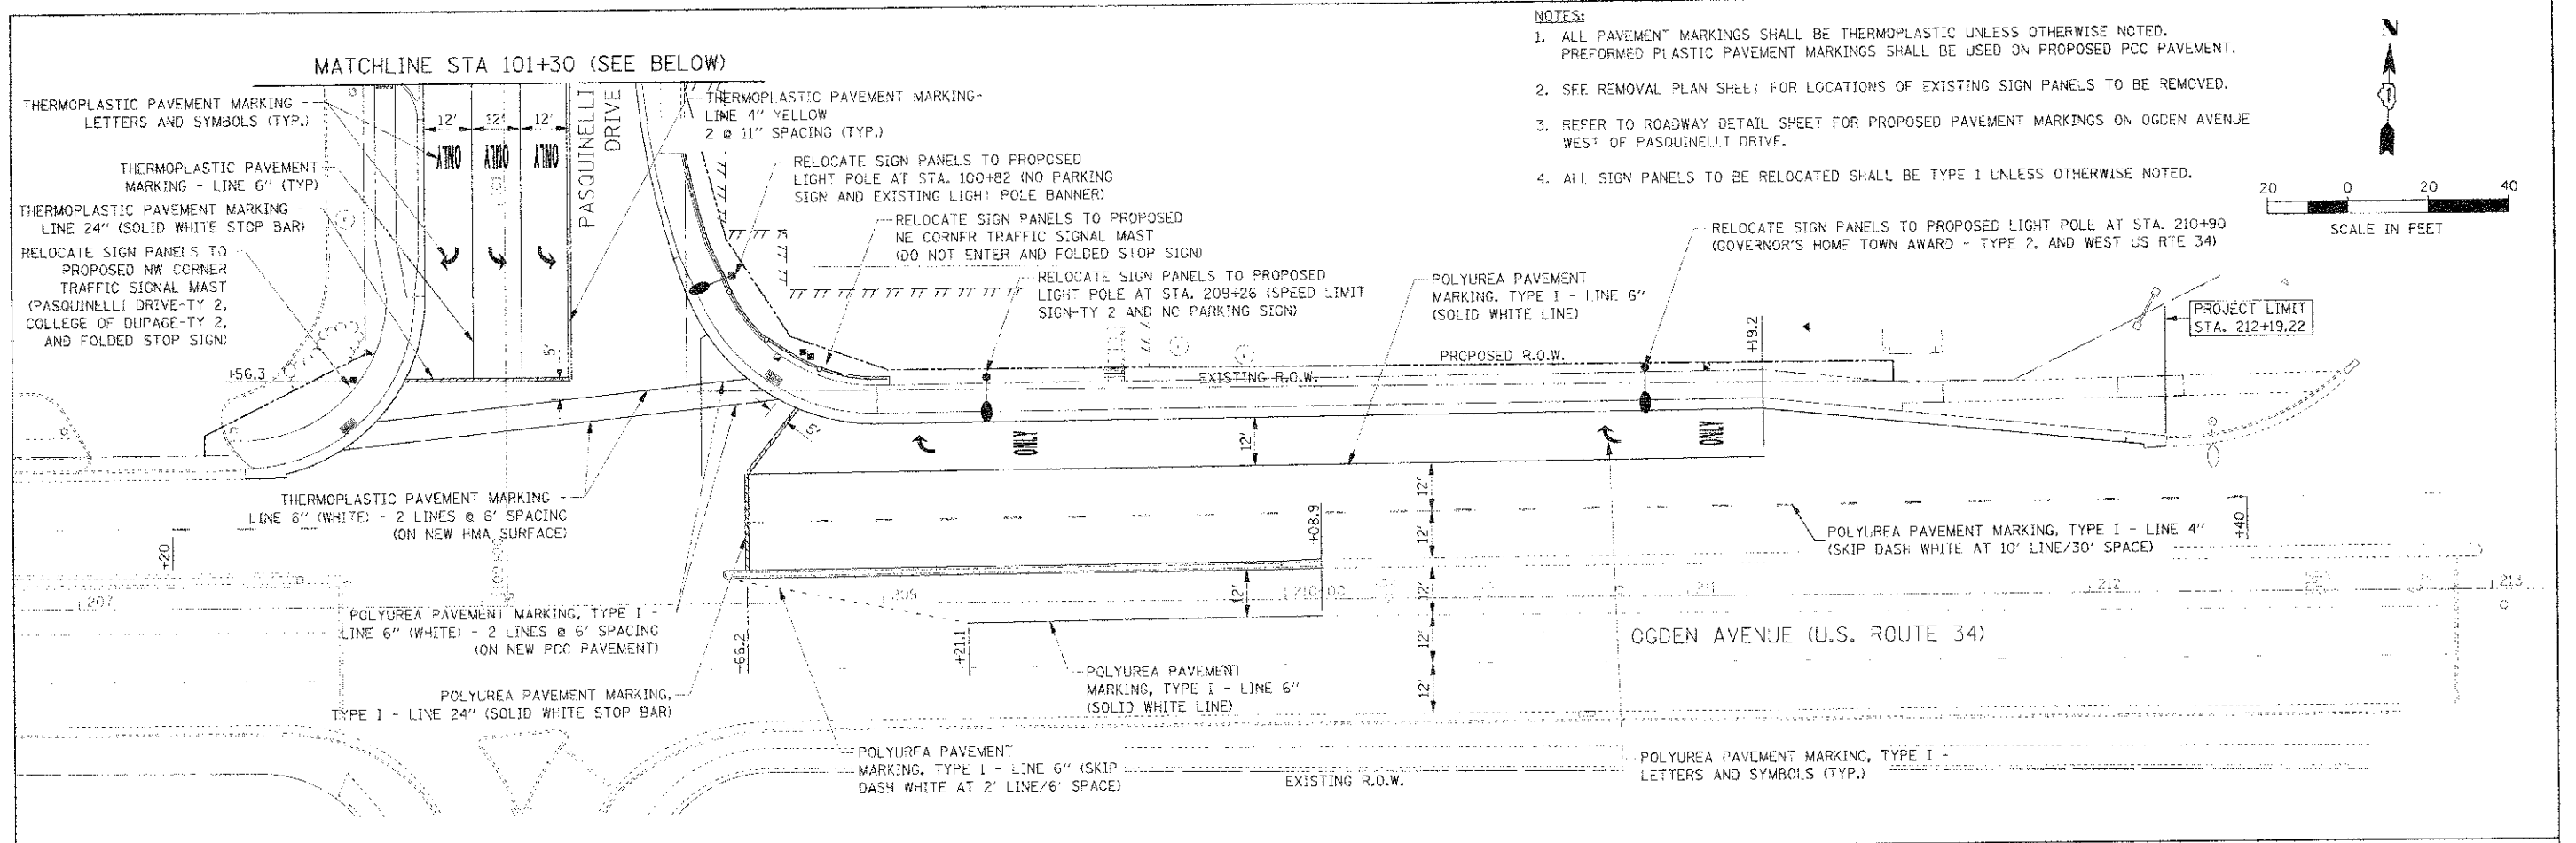 NOTES:
1. ALL PAVEMENT MARKINGS SHALL BE THERMOPLASTIC UNLESS OTHERWISE NOTED.
PREFORMED PLASTIC PAVEMENT MARKINGS SHALL BE USED ON PROPOSED PCC PAVEMENT.
2. SEE REMOVAL PLAN SHEET FOR LOCATIONS OF EXISTING SIGN PANELS TO BE REMOVED.
3. REFER TO ROADWAY DETAIL SHEET FOR PROPOSED PAVEMENT MARKINGS ON OGDEN AVENUE
WEST OF PASQUINELLI DRIVE.
4. ALL SIGN PANELS TO BE RELOCATED SHALL BE TYPE 1 UNLESS OTHERWISE NOTED.
N
20 0 20 40
SCALE IN FEET
MATCHLINE STA 101+30 (SEE BELOW)
THERMOPLASTIC PAVEMENT MARKING -
LETTERS AND SYMBOLS (TYP.)
THERMOPLASTIC PAVEMENT
MARKING - LINE 6" (TYP)
THERMOPLASTIC PAVEMENT MARKING -
LINE 24" (SOLID WHITE STOP BAR)
RELOCATE SIGN PANELS TO
PROPOSED NW CORNER
TRAFFIC SIGNAL MAST
(PASQUINELLI DRIVE-TY 2,
COLLEGE OF DUPAGE-TY 2,
AND FOLDED STOP SIGN)
12' 12' 12'
ONLY ONLY ONLY
PASQUINELLI
DRIVE
THERMOPLASTIC PAVEMENT MARKING-
LINE 4" YELLOW
2 @ 11" SPACING (TYP.)
RELOCATE SIGN PANELS TO PROPOSED
LIGHT POLE AT STA. 100+82 (NO PARKING
SIGN AND EXISTING LIGHT POLE BANNER)
RELOCATE SIGN PANELS TO PROPOSED
NE CORNER TRAFFIC SIGNAL MAST
(DO NOT ENTER AND FOLDED STOP SIGN)
RELOCATE SIGN PANELS TO PROPOSED
LIGHT POLE AT STA. 209+26 (SPEED LIMIT
SIGN-TY 2 AND NO PARKING SIGN)
POLYUREA PAVEMENT
MARKING, TYPE I - LINE 6"
(SOLID WHITE LINE)
RELOCATE SIGN PANELS TO PROPOSED LIGHT POLE AT STA. 210+90
(GOVERNOR'S HOME TOWN AWARD - TYPE 2, AND WEST US RTE 34)
PROJECT LIMIT
STA. 212+19.22
+19.2
PROPOSED R.O.W.
EXISTING R.O.W.
+56.3
5'
5'
ONLY
12'
ONLY
THERMOPLASTIC PAVEMENT MARKING -
LINE 6" (WHITE) - 2 LINES @ 6' SPACING
(ON NEW HMA SURFACE)
+20
12'
12'
12'
12'
12'
+08.9
12'
POLYUREA PAVEMENT MARKING, TYPE I - LINE 4"
(SKIP DASH WHITE AT 10' LINE/30' SPACE)
+40
207
209
210+00
211
212
213
POLYUREA PAVEMENT MARKING, TYPE I -
LINE 6" (WHITE) - 2 LINES @ 6' SPACING
(ON NEW PCC PAVEMENT)
+66.2
+21.1
OGDEN AVENUE (U.S. ROUTE 34)
POLYUREA PAVEMENT MARKING,
TYPE I - LINE 24" (SOLID WHITE STOP BAR)
POLYUREA PAVEMENT
MARKING, TYPE I - LINE 6"
(SOLID WHITE LINE)
POLYUREA PAVEMENT
MARKING, TYPE I - LINE 6" (SKIP
DASH WHITE AT 2' LINE/6' SPACE)
EXISTING R.O.W.
POLYUREA PAVEMENT MARKING, TYPE I -
LETTERS AND SYMBOLS (TYP.)